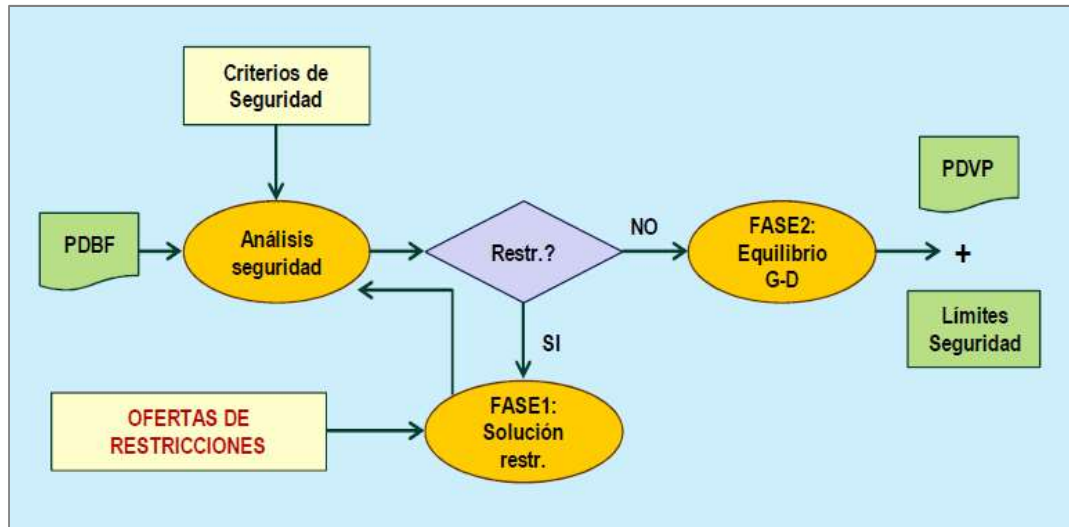 Criterios de
Seguridad
PDBF
Análisis
seguridad
Restr.?
NO
FASE2:
Equilibrio
G-D
PDVP
+
Límites
Seguridad
SI
OFERTAS DE
RESTRICCIONES
FASE1:
Solución
restr.